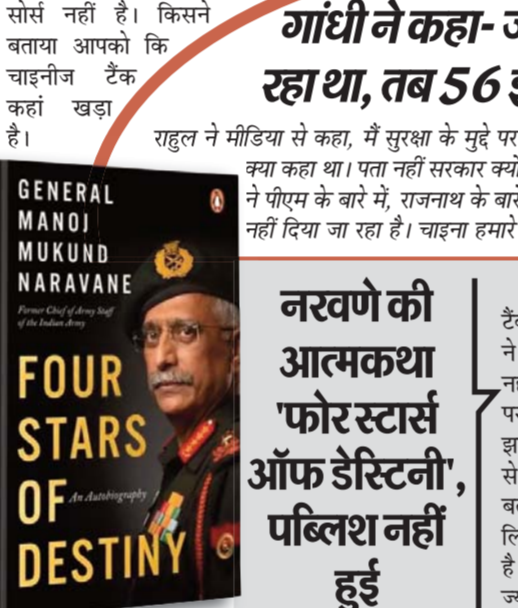 सोर्स नहीं है। किसने
बताया आपको कि
चाइनीज टैंक
कहां खड़ा
है।
गांधी ने कहा-
रहा था, तब 56
राहुल ने मीडिया से कहा, मैं सुरक्षा के मुद्दे पर
क्या कहा था। पता नहीं सरकार
ने पीएम के बारे में, राजनाथ के
नहीं दिया जा रहा है। चाइना हमारे
GENERAL
MANOJ
MUKUND
NARAVANE
Former Chief of Army Staff
of the Indian Army
FOUR
STARS
OF
An Autobiography
DESTINY
नरवणे की
आत्मकथा
'फोर स्टार्स
ऑफ डेस्टिनी',
पब्लिश नहीं
हुई
ने
से
है